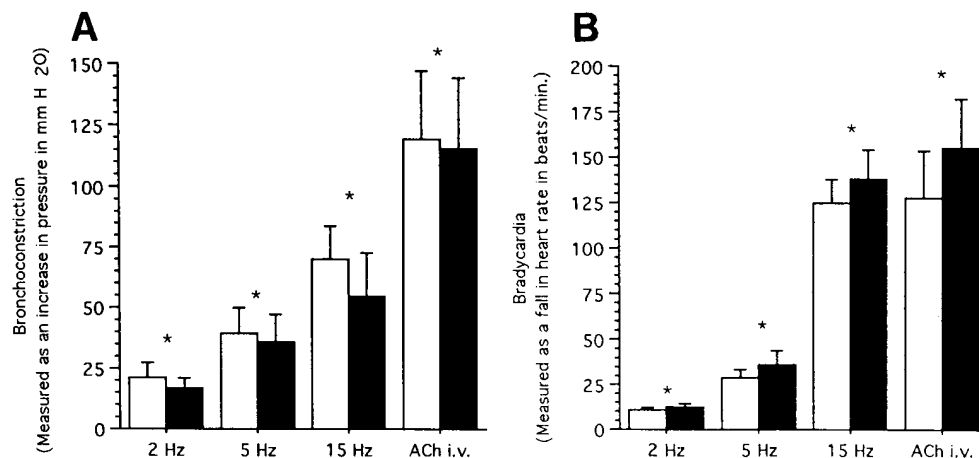 A
Bronchoconstriction
(Measured as an increase in pressure in mm H 2O)
150
125
100
75
50
25
0
*
*
*
*
2 Hz
5 Hz
15 Hz
ACh i.v.
B
Bradycardia
(Measured as a fall in heart rate in beats/min.)
200
175
150
125
100
75
50
25
0
*
*
*
*
2 Hz
5 Hz
15 Hz
ACh i.v.